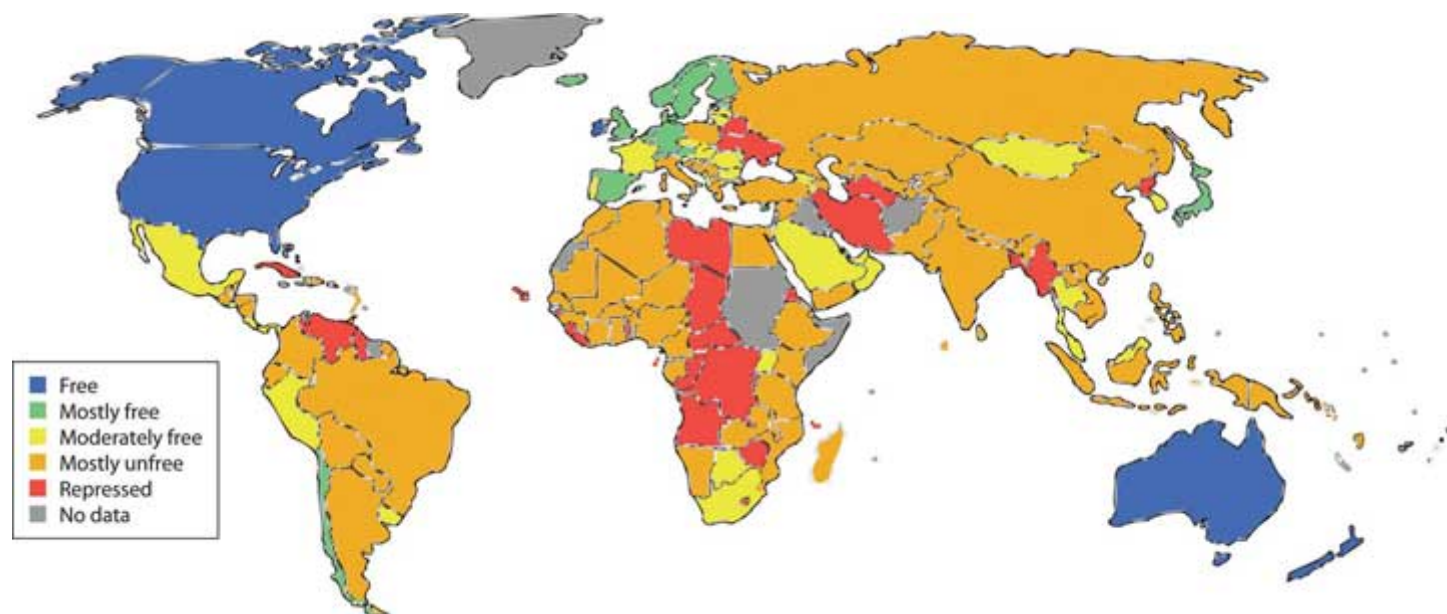 Free
Mostly free
Moderately free
Mostly unfree
Repressed
No data